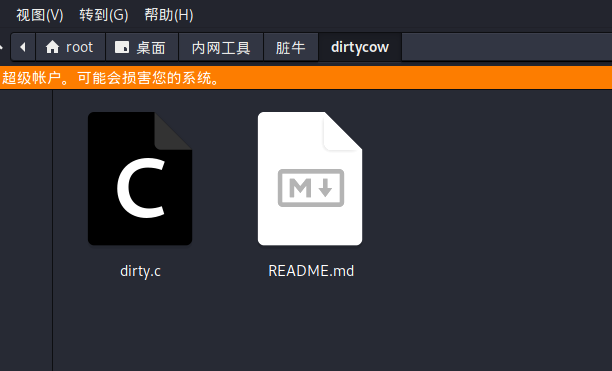 视图(V) 转到(G) 帮助(H)
root 桌面 内网工具 脏牛 dirtycow
超级帐户。可能会损害您的系统。
C M
dirty.c README.md